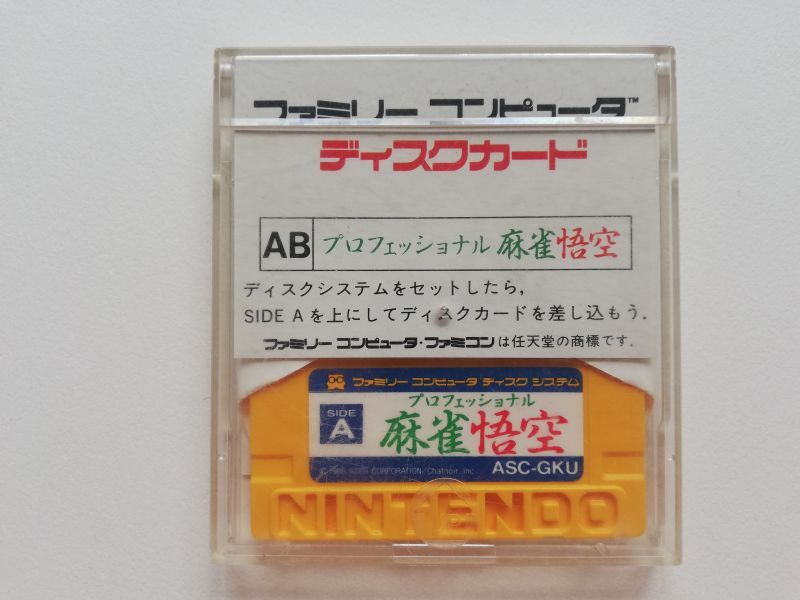 ファミリー コンピュータ™
ディスクカード
AB プロフェッショナル 麻雀悟空
ディスクシステムをセットしたら,
SIDE A を上にしてディスクカードを差し込もう.
ファミリー コンピュータ・ファミコンは任天堂の商標です.
ファミリー コンピュータ ディスク システム
プロフェッショナル
SIDE A
麻雀悟空
CORPORATION/Chatnoir, Inc
ASC-GKU
NINTENDO